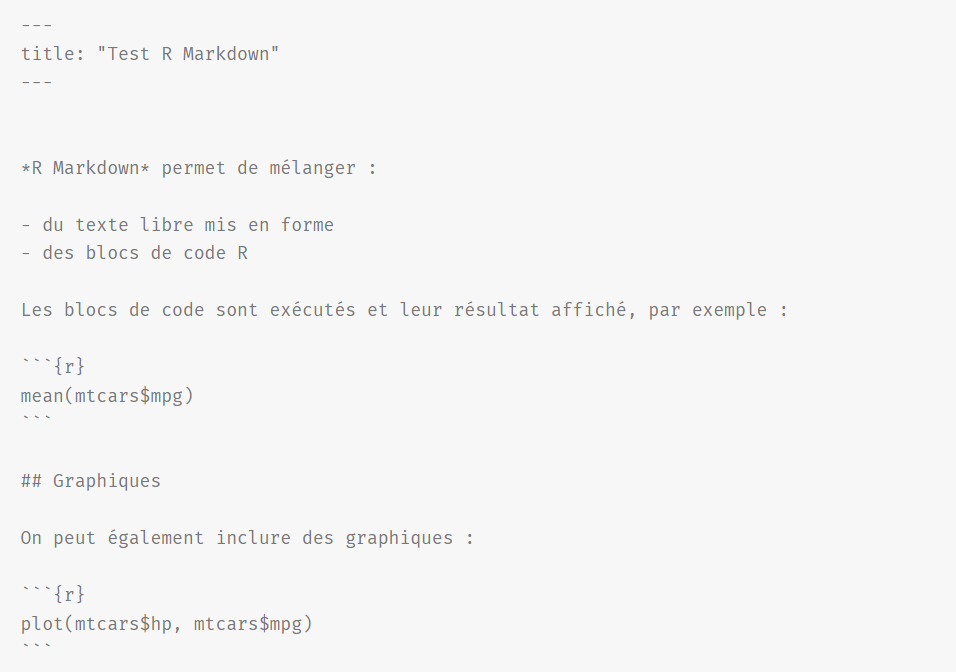 ---
title: "Test R Markdown"
---
*R Markdown* permet de mélanger :
- du texte libre mis en forme
- des blocs de code R
Les blocs de code sont exécutés et leur résultat affiché, par exemple :
```{r}
mean(mtcars$mpg)
```
## Graphiques
On peut également inclure des graphiques :
```{r}
plot(mtcars$hp, mtcars$mpg)
```